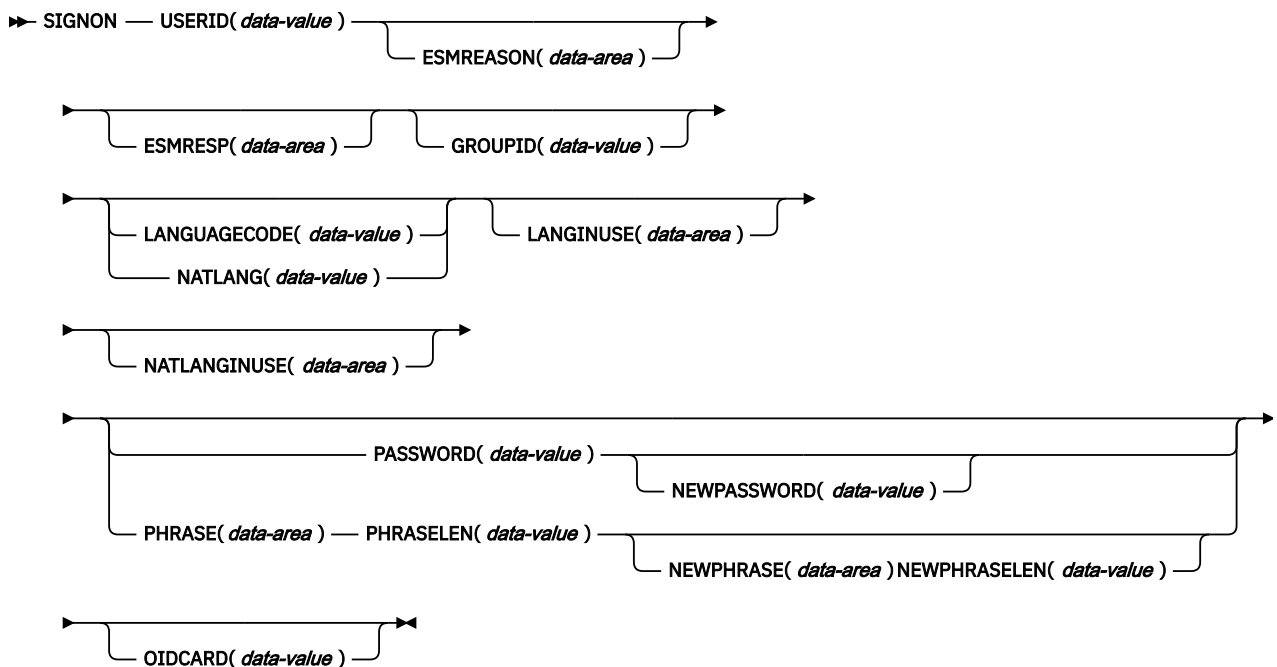 SIGNON USERID( data-value )
ESMREASON( data-area )
ESMRESP( data-area ) GROUPID( data-value )
LANGUAGECODE( data-value ) LANGINUSE( data-area )
NATLANG( data-value )
NATLANGINUSE( data-area )
PASSWORD( data-value )
NEWPASSWORD( data-value )
PHRASE( data-area ) PHRASELEN( data-value )
NEWPHRASE( data-area ) NEWPHRASELEN( data-value )
OIDCARD( data-value )